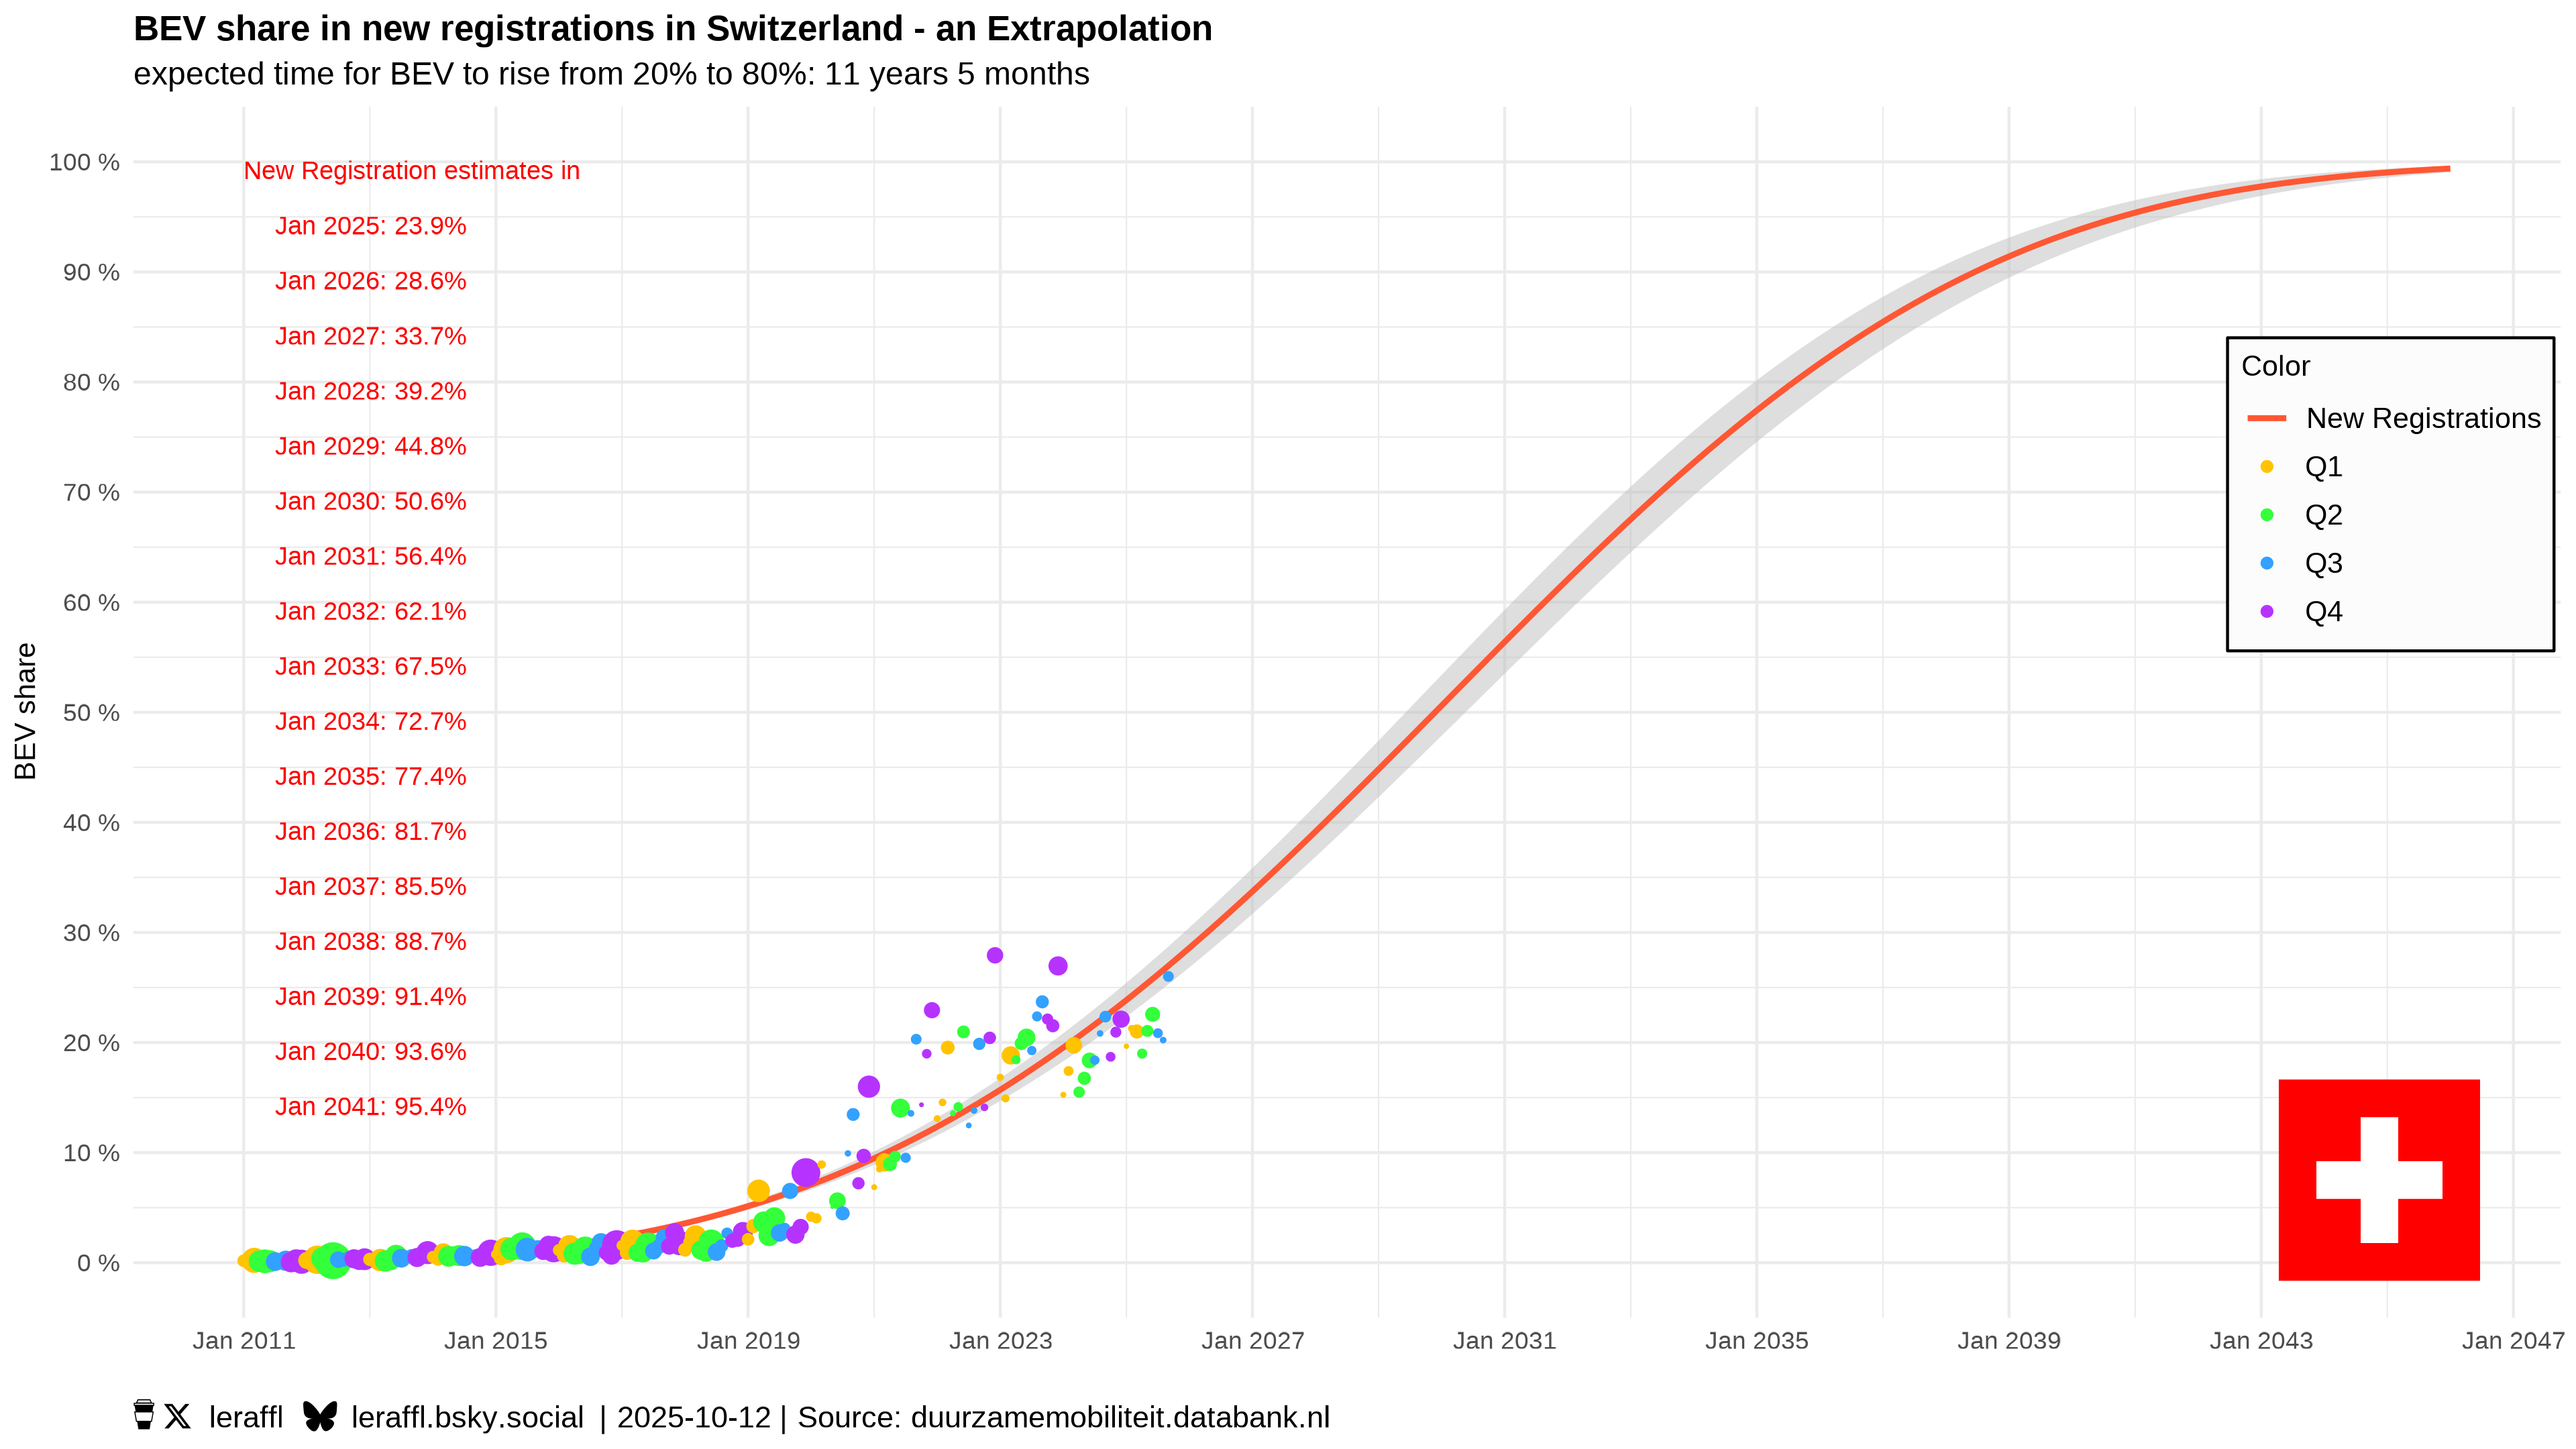 BEV share in new registrations in Switzerland - an Extrapolation
expected time for BEV to rise from 20% to 80%: 11 years 5 months
BEV share
100 %
90 %
80 %
70 %
60 %
50 %
40 %
30 %
20 %
10 %
0 %
New Registration estimates in
Jan 2025: 23.9%
Jan 2026: 28.6%
Jan 2027: 33.7%
Jan 2028: 39.2%
Jan 2029: 44.8%
Jan 2030: 50.6%
Jan 2031: 56.4%
Jan 2032: 62.1%
Jan 2033: 67.5%
Jan 2034: 72.7%
Jan 2035: 77.4%
Jan 2036: 81.7%
Jan 2037: 85.5%
Jan 2038: 88.7%
Jan 2039: 91.4%
Jan 2040: 93.6%
Jan 2041: 95.4%
Color
New Registrations
Q1
Q2
Q3
Q4
Jan 2011 Jan 2015 Jan 2019 Jan 2023 Jan 2027 Jan 2031 Jan 2035 Jan 2039 Jan 2043 Jan 2047
leraffl leraffl.bsky.social | 2025-10-12 | Source: duurzamemobiliteit.databank.nl